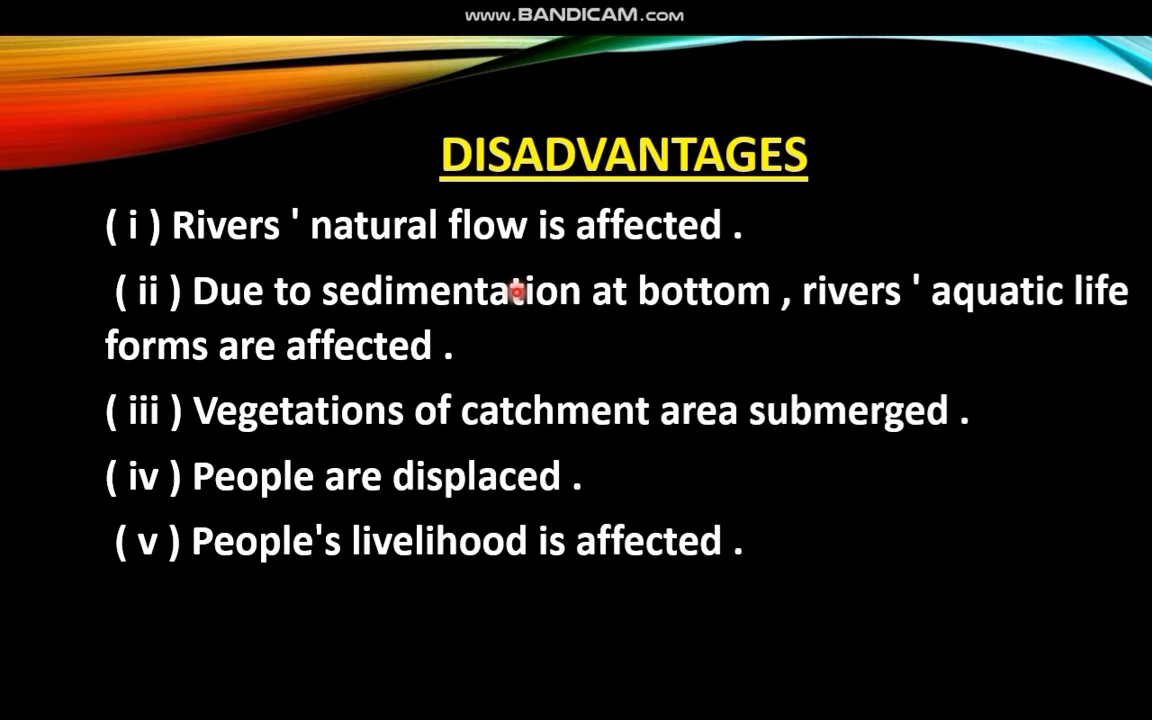 www.BANDICAM.com
DISADVANTAGES
( i ) Rivers ' natural flow is affected .
( ii ) Due to sedimentation at bottom , rivers ' aquatic life
forms are affected .
( iii ) Vegetations of catchment area submerged .
( iv ) People are displaced .
( v ) People's livelihood is affected .